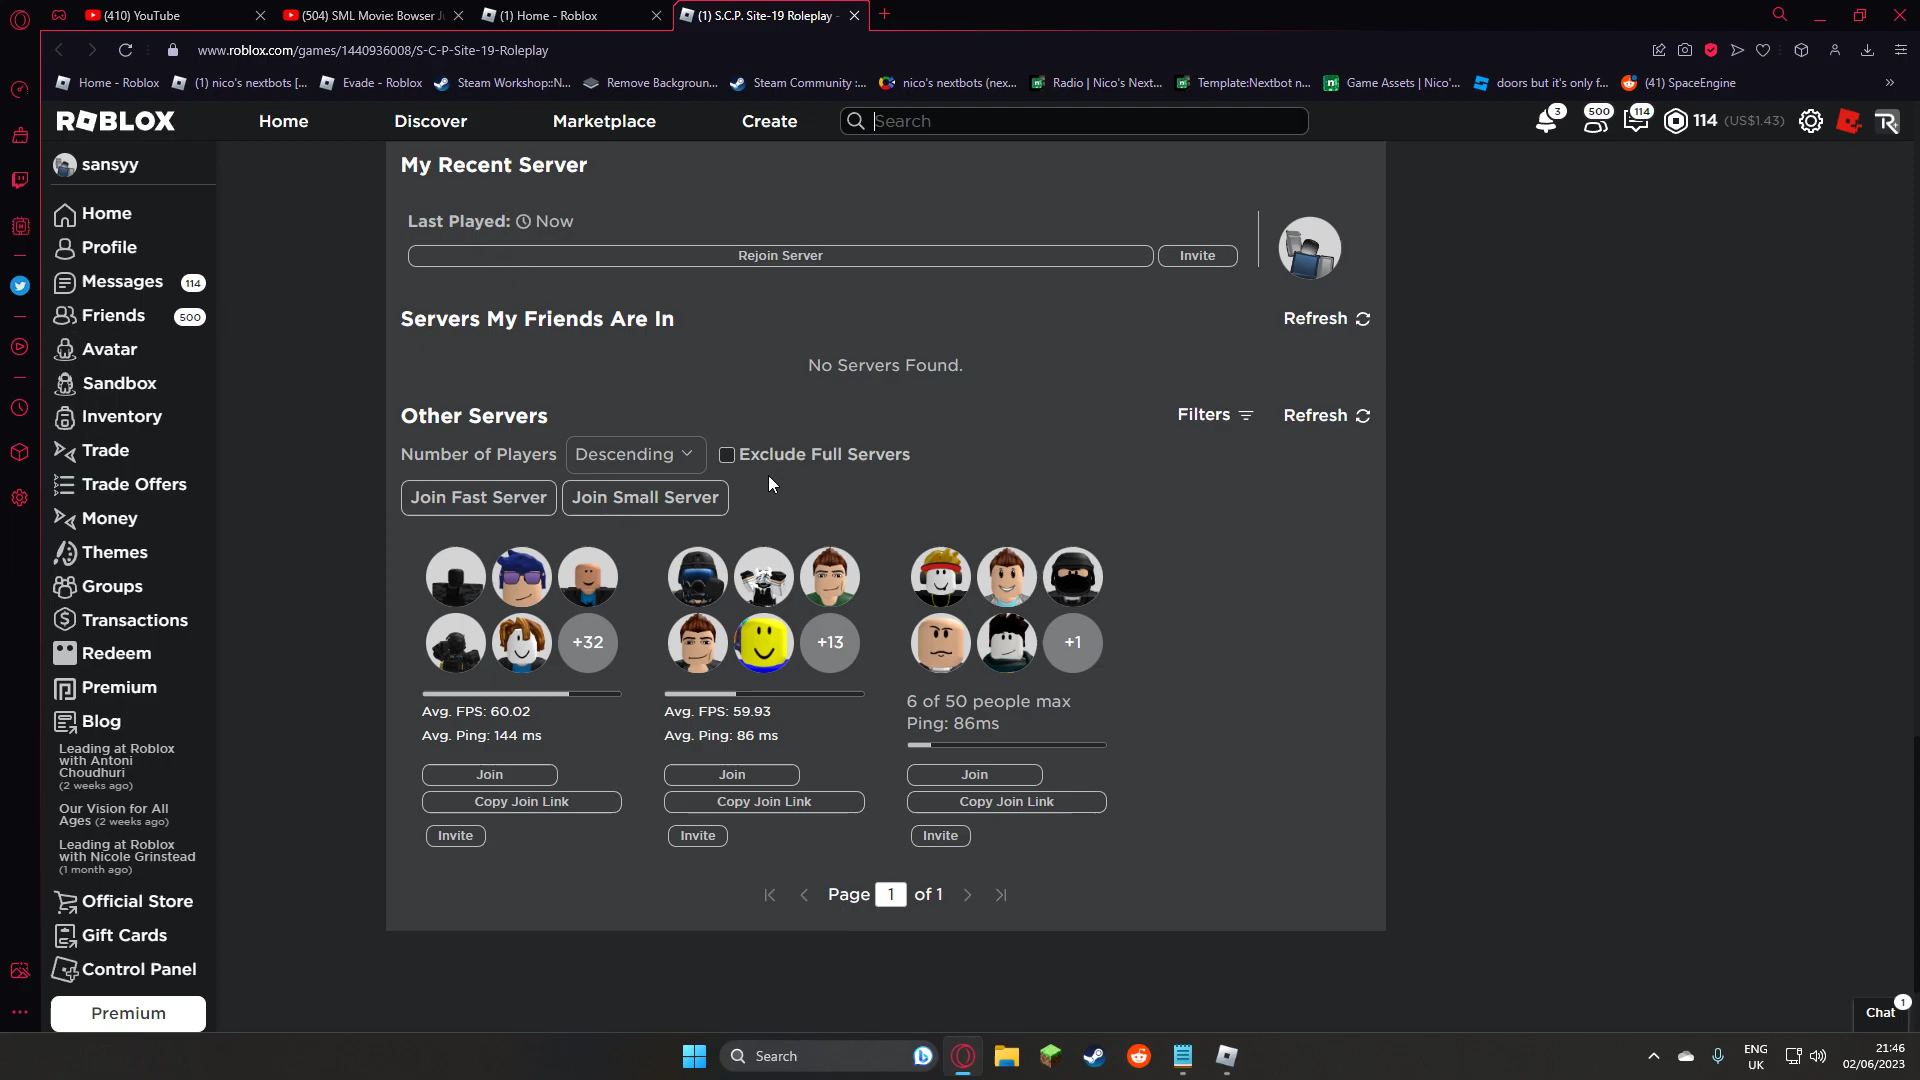 (410) YouTube
(504) SML Movie: Bowser J
(1) Home - Roblox
(1) S.C.P. Site-19 Roleplay -
www.roblox.com/games/1440936008/S-C-P-Site-19-Roleplay
Home - Roblox
(1) nico's nextbots [...
Evade - Roblox
Steam Workshop::N...
Remove Backgroun...
Steam Community :...
nico's nextbots (nex...
Radio | Nico's Next...
Template:Nextbot n...
Game Assets | Nico'...
doors but it's only f...
(41) SpaceEngine
ROBLOX
Home
Discover
Marketplace
Create
Search
3
500
114
114 (US$1.43)
sansyy
Home
Profile
Messages 114
Friends 500
Avatar
Sandbox
Inventory
Trade
Trade Offers
Money
Themes
Groups
Transactions
Redeem
Premium
Blog
Leading at Roblox
with Antoni
Choudhuri
(2 weeks ago)
Our Vision for All
Ages (2 weeks ago)
Leading at Roblox
with Nicole Grinstead
(1 month ago)
Official Store
Gift Cards
Control Panel
Premium
My Recent Server
Last Played: Now
Rejoin Server
Invite
Servers My Friends Are In
Refresh
No Servers Found.
Other Servers
Filters
Refresh
Number of Players
Descending
Exclude Full Servers
Join Fast Server
Join Small Server
+32
Avg. FPS: 60.02
Avg. Ping: 144 ms
Join
Copy Join Link
Invite
+13
Avg. FPS: 59.93
Avg. Ping: 86 ms
Join
Copy Join Link
Invite
+1
6 of 50 people max
Ping: 86ms
Join
Copy Join Link
Invite
Page 1 of 1
Chat
1
Search
ENG
UK
21:46
02/06/2023